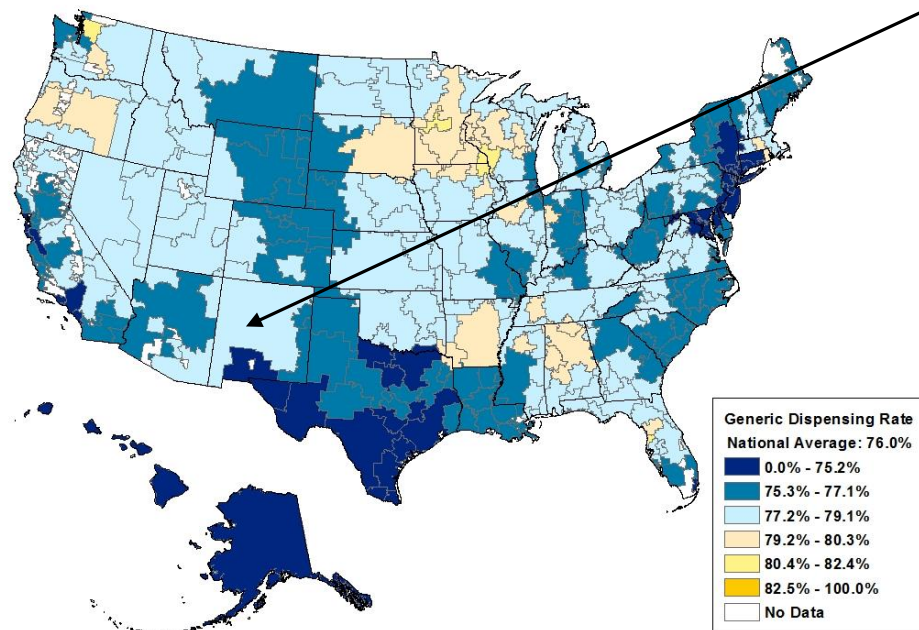 Generic Dispensing Rate
National Average: 76.0%
0.0% - 75.2%
75.3% - 77.1%
77.2% - 79.1%
79.2% - 80.3%
80.4% - 82.4%
82.5% - 100.0%
No Data